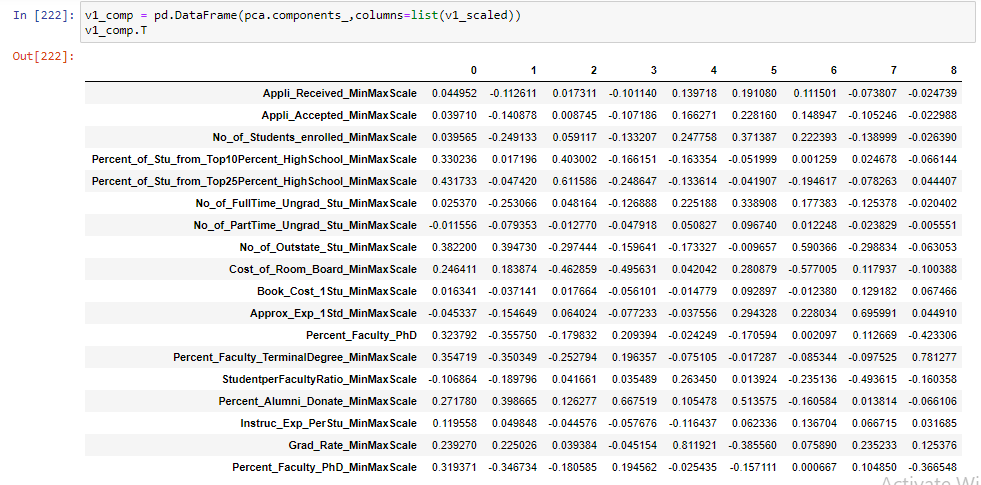 In [222]: v1_comp = pd.DataFrame(pca.components_,columns=list(v1_scaled))
v1_comp.T
Out[222]:
0 1 2 3 4 5 6 7 8
Appli_Received_MinMaxScale 0.044952 -0.112611 0.017311 -0.101140 0.139718 0.191080 0.111501 -0.073807 -0.024739
Appli_Accepted_MinMaxScale 0.039710 -0.140878 0.008745 -0.107186 0.166271 0.228160 0.148947 -0.105246 -0.022988
No_of_Students_enrolled_MinMaxScale 0.039565 -0.249133 0.059117 -0.133207 0.247758 0.371387 0.222393 -0.138999 -0.026390
Percent_of_Stu_from_Top10Percent_HighSchool_MinMaxScale 0.330236 0.017196 0.403002 -0.166151 -0.163354 -0.051999 0.001259 0.024678 -0.066144
Percent_of_Stu_from_Top25Percent_HighSchool_MinMaxScale 0.431733 -0.047420 0.611586 -0.248647 -0.133614 -0.041907 -0.194617 -0.078263 0.044407
No_of_FullTime_Ungrad_Stu_MinMaxScale 0.025370 -0.253066 0.048164 -0.126888 0.225188 0.338908 0.177383 -0.125378 -0.020402
No_of_PartTime_Ungrad_Stu_MinMaxScale -0.011556 -0.079353 -0.012770 -0.047918 0.050827 0.096740 0.012248 -0.023829 -0.005551
No_of_Outstate_Stu_MinMaxScale 0.382200 0.394730 -0.297444 -0.159641 -0.173327 -0.009657 0.590366 -0.298834 -0.063053
Cost_of_Room_Board_MinMaxScale 0.246411 0.183874 -0.462859 -0.495631 0.042042 0.280879 -0.577005 0.117937 -0.100388
Book_Cost_1Stu_MinMaxScale 0.016341 -0.037141 0.017664 -0.056101 -0.014779 0.092897 -0.012380 0.129182 0.067466
Approx_Exp_1Std_MinMaxScale -0.045337 -0.154649 0.064024 -0.077233 -0.037556 0.294328 0.228034 0.695991 0.044910
Percent_Faculty_PhD 0.323792 -0.355750 -0.179832 0.209394 -0.024249 -0.170594 0.002097 0.112669 -0.423306
Percent_Faculty_TerminalDegree_MinMaxScale 0.354719 -0.350349 -0.252794 0.196357 -0.075105 -0.017287 -0.085344 -0.097525 0.781277
StudentperFacultyRatio_MinMaxScale -0.106864 -0.189796 0.041661 0.035489 0.263450 0.013924 -0.235136 -0.493615 -0.160358
Percent_Alumni_Donate_MinMaxScale 0.271780 0.398665 0.126277 0.667519 0.105478 0.513575 -0.160584 0.013814 -0.066106
Instruc_Exp_PerStu_MinMaxScale 0.119558 0.049848 -0.044576 -0.057676 -0.116437 0.062336 0.136704 0.066715 0.031685
Grad_Rate_MinMaxScale 0.239270 0.225026 0.039384 -0.045154 0.811921 -0.385560 0.075890 0.235233 0.125376
Percent_Faculty_PhD_MinMaxScale 0.319371 -0.346734 -0.180585 0.194562 -0.025435 -0.157111 0.000667 0.104850 -0.366548
Activate Wi